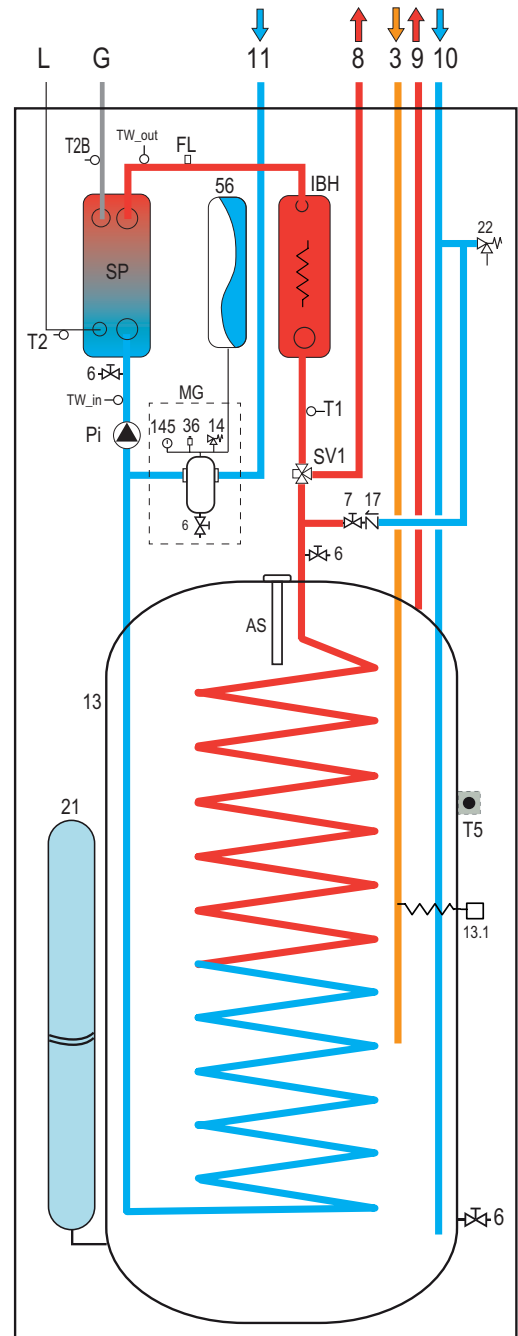 L G 11 8 3 9 10
T2B
TW_out
FL
56
IBH
22
SP
T2
6
TW_in
MG
T1
145 36 14
Pi
SV1
6
7 17
6
AS
13
21
T5
13.1
6